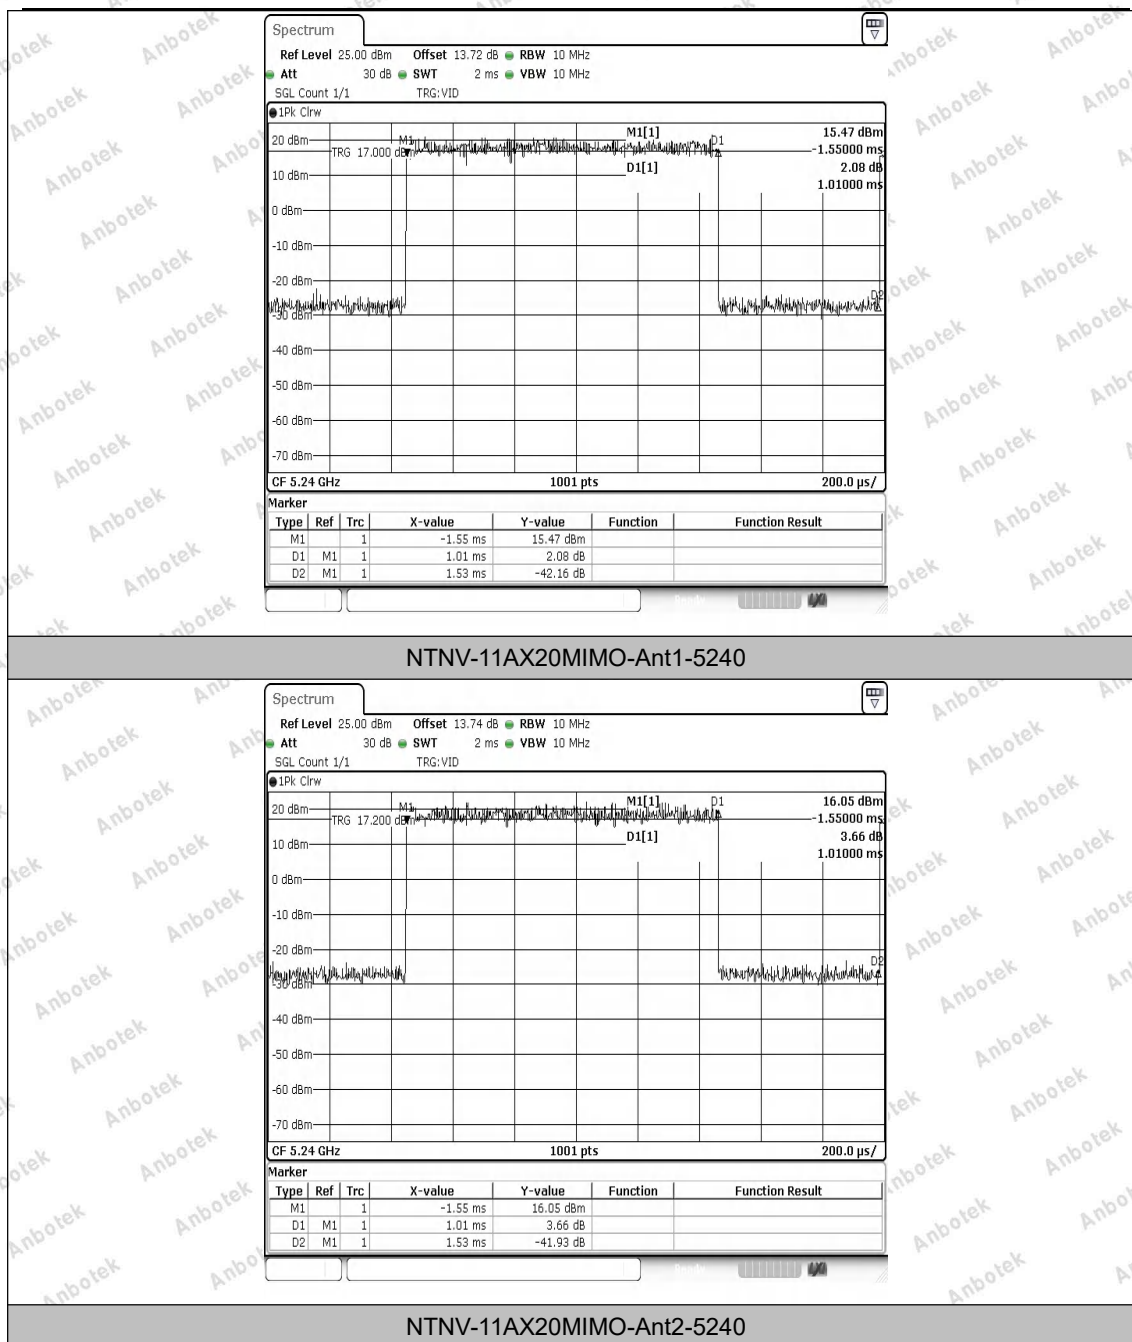 Spectrum
Ref Level 25.00 dBm Offset 13.72 dB RBW 10 MHz
Att 30 dB SWT 2 ms VBW 10 MHz
SGL Count 1/1 TRG:VID
1Pk Clrw
M1[1] 15.47 dBm
-1.55000 ms
D1[1] 2.08 dB
1.01000 ms
20 dBm
M1
D1
TRG 17.000 dBm
10 dBm
0 dBm
-10 dBm
-20 dBm
D2
-30 dBm
-40 dBm
-50 dBm
-60 dBm
-70 dBm
CF 5.24 GHz 1001 pts 200.0 µs/
Marker
Type Ref Trc X-value Y-value Function Function Result
M1 1 -1.55 ms 15.47 dBm
D1 M1 1 1.01 ms 2.08 dB
D2 M1 1 1.53 ms -42.16 dB
NTNV-11AX20MIMO-Ant1-5240
Spectrum
Ref Level 25.00 dBm Offset 13.74 dB RBW 10 MHz
Att 30 dB SWT 2 ms VBW 10 MHz
SGL Count 1/1 TRG:VID
1Pk Clrw
M1[1] 16.05 dBm
-1.55000 ms
D1[1] 3.66 dB
1.01000 ms
20 dBm
M1
D1
TRG 17.200 dBm
10 dBm
0 dBm
-10 dBm
-20 dBm
D2
-30 dBm
-40 dBm
-50 dBm
-60 dBm
-70 dBm
CF 5.24 GHz 1001 pts 200.0 µs/
Marker
Type Ref Trc X-value Y-value Function Function Result
M1 1 -1.55 ms 16.05 dBm
D1 M1 1 1.01 ms 3.66 dB
D2 M1 1 1.53 ms -41.93 dB
NTNV-11AX20MIMO-Ant2-5240
Anbotek